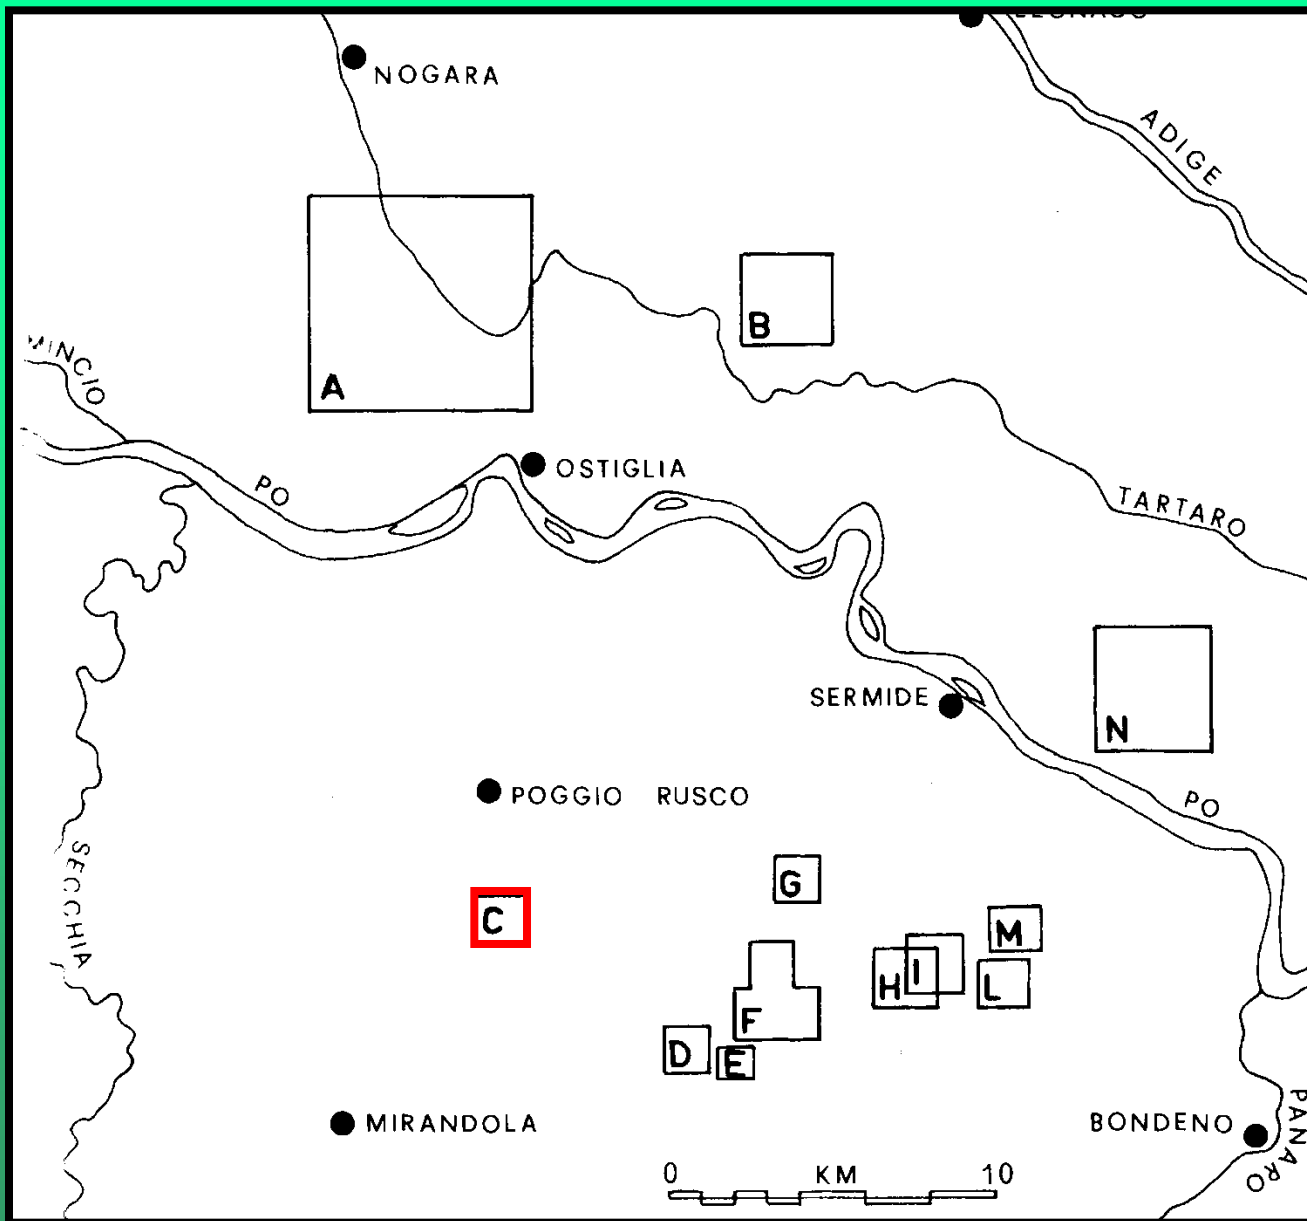 NOGARA
ADIGE
A
B
MINCIO
PO
OSTIGLIA
TARTARO
SERMIDE
N
POGGIO RUSCO
PO
SECCHIA
G
C
M
H
I
L
F
D
E
MIRANDOLA
BONDENO
PANARO
0 KM 10